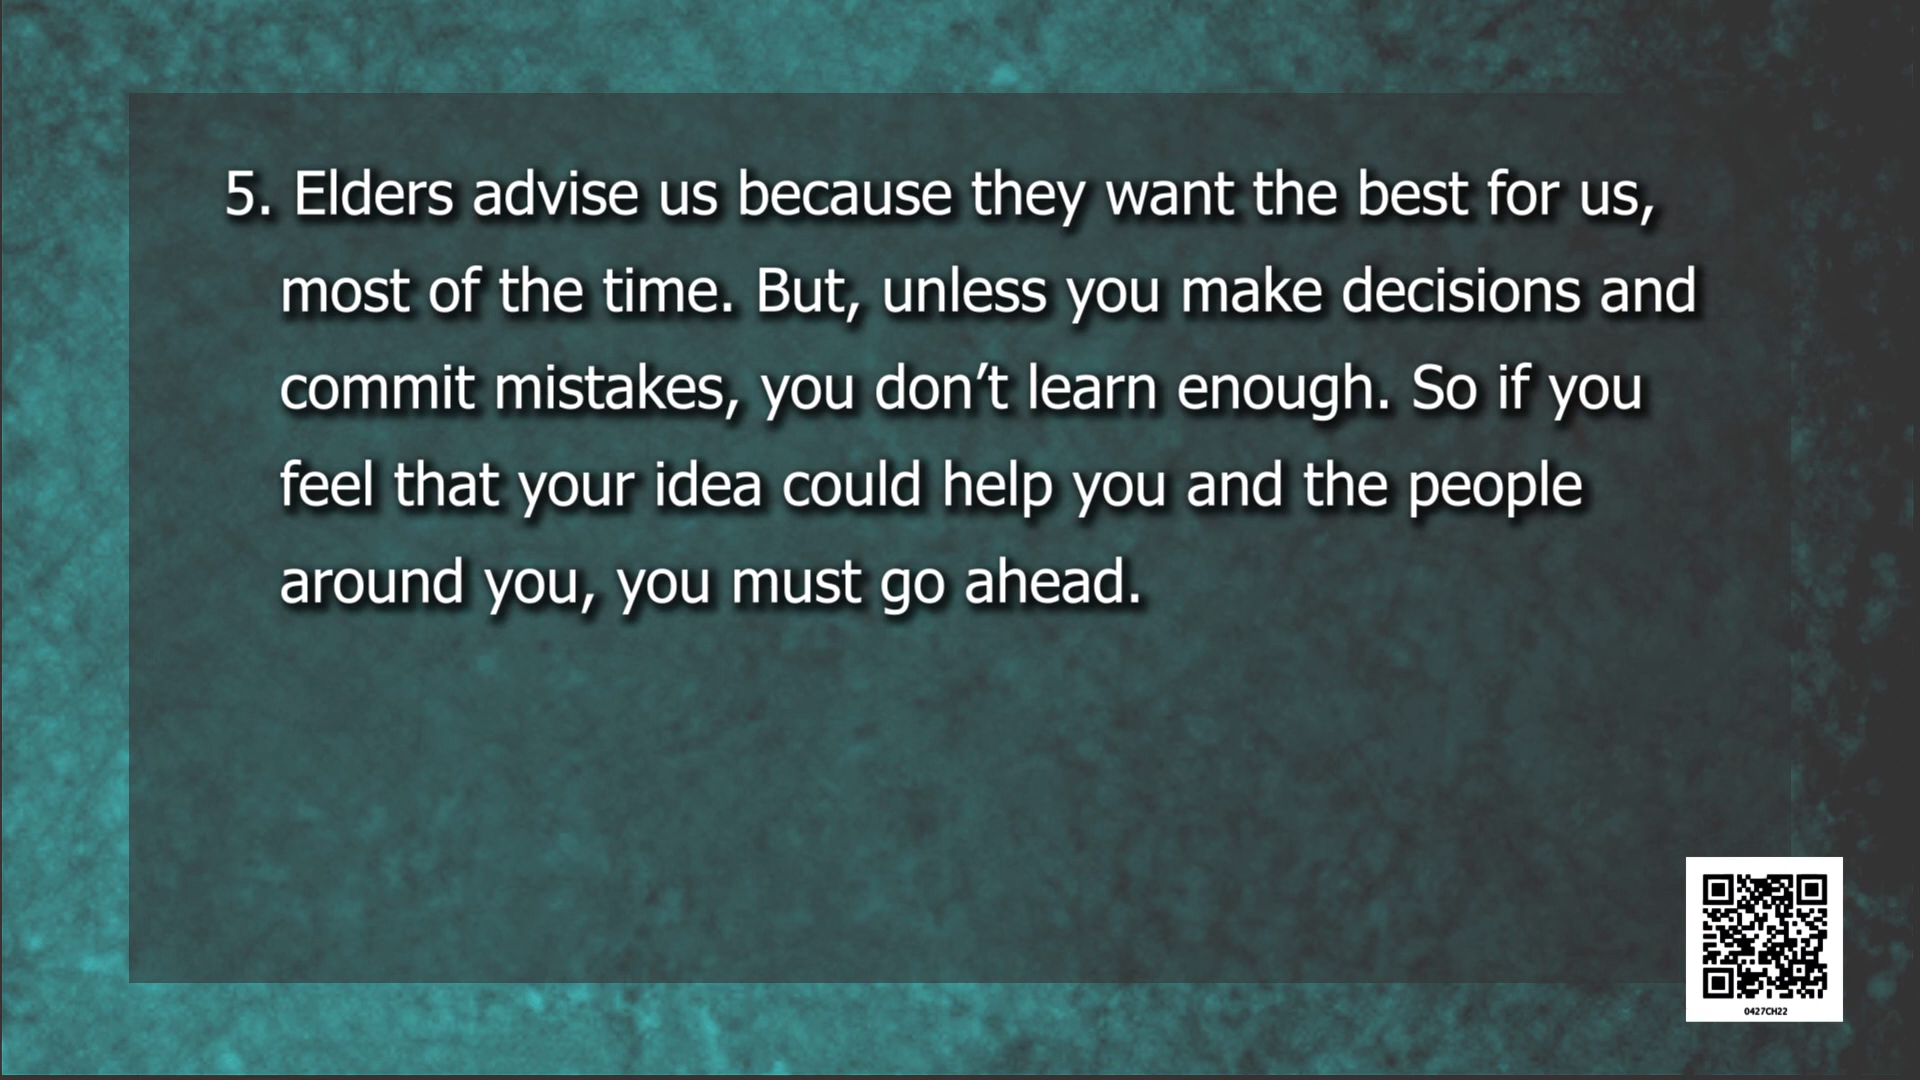 5. Elders advise us because they want the best for us,
most of the time. But, unless you make decisions and
commit mistakes, you don’t learn enough. So if you
feel that your idea could help you and the people
around you, you must go ahead.
0427CH22